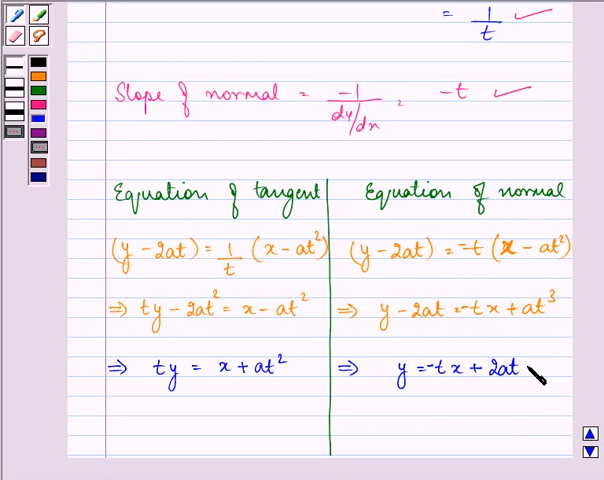 = 1/t ✓
Slope of normal = -1/(dy/dx) = -t ✓
Equation of tangent
(y - 2at) = 1/t (x - at²)
⇒ ty - 2at² = x - at²
⇒ ty = x + at²
Equation of normal
(y - 2at) = -t (x - at²)
⇒ y - 2at = -tx + at³
⇒ y = -tx + 2at